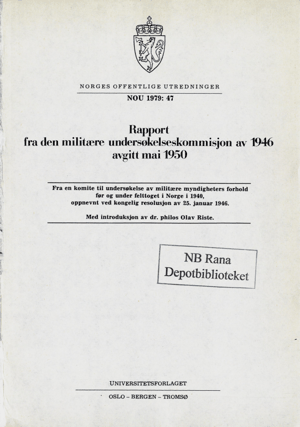 NORGES OFFENTLIGE UTREDNINGER
NOU 1979: 47
Rapport
fra den militære undersøkelseskommisjon av 1946
avgitt mai 1950
Fra en komite til undersøkelse av militære myndigheters forhold
før og under felttoget i Norge i 1940,
oppnevnt ved kongelig resolusjon av 25. januar 1946.
Med introduksjon av dr. philos Olav Riste.
NB Rana
Depotbiblioteket
UNIVERSITETSFORLAGET
OSLO – BERGEN – TROMSØ